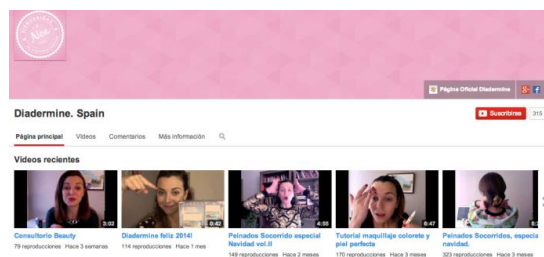 Página Oficial Diadermine
Diadermine. Spain
Suscribirse 315
Página principal Vídeos Comentarios Más información
Vídeos recientes
3:02 0:42 4:55 6:47
Consultorio Beauty
79 reproducciones Hace 3 semanas
Diadermine feliz 2014!
114 reproducciones Hace 1 mes
Peinados Socorrido especial
Navidad vol.II
149 reproducciones Hace 2 meses
Tutorial maquillaje colorete y
piel perfecta
170 reproducciones Hace 3 meses
Peinados Socorridos, especia
navidad.
323 reproducciones Hace 3 meses